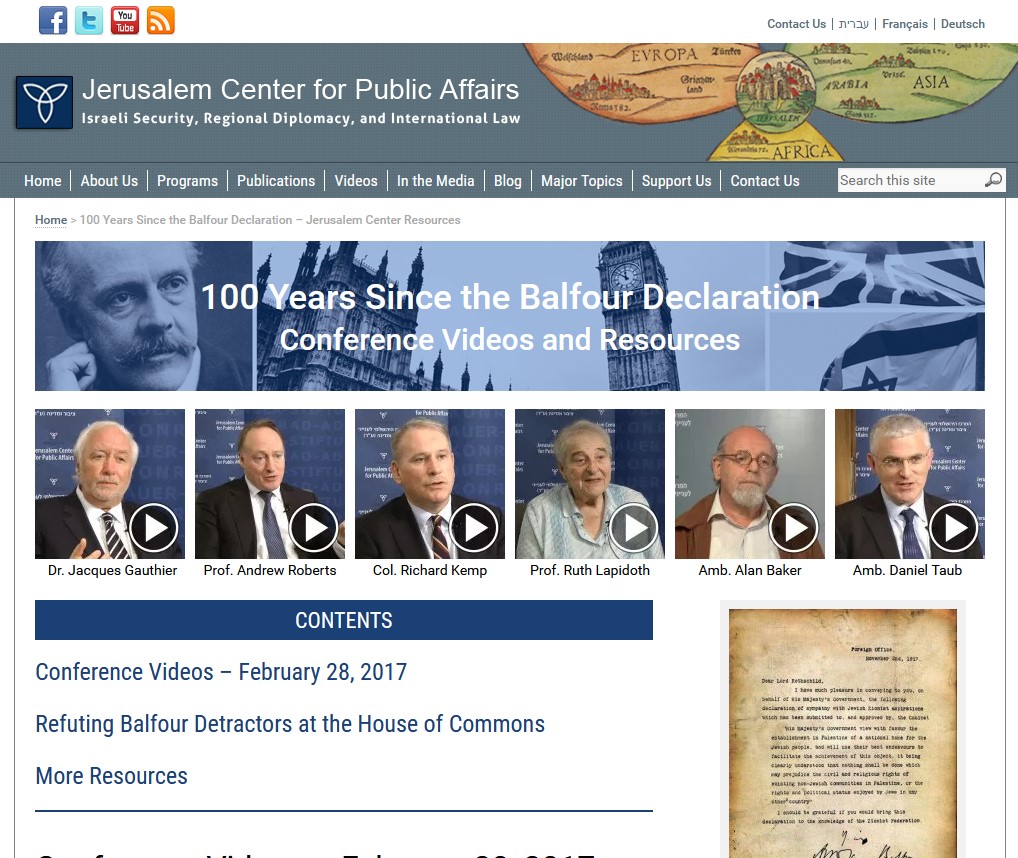 You
Tube
Contact Us | עברית | Français | Deutsch
Jerusalem Center for Public Affairs
Israeli Security, Regional Diplomacy, and International Law
EVROPA
ASIA
ARABIA
IERUSALEM
AFRICA
Home | About Us | Programs | Publications | Videos | In the Media | Blog | Major Topics | Support Us | Contact Us
Search this site
Home > 100 Years Since the Balfour Declaration – Jerusalem Center Resources
100 Years Since the Balfour Declaration
Conference Videos and Resources
Dr. Jacques Gauthier
Prof. Andrew Roberts
Col. Richard Kemp
Prof. Ruth Lapidoth
Amb. Alan Baker
Amb. Daniel Taub
CONTENTS
Conference Videos – February 28, 2017
Refuting Balfour Detractors at the House of Commons
More Resources
Foreign Office,
November 2nd, 1917.
Dear Lord Rothschild,
I have much pleasure in conveying to you, on
behalf of His Majesty's Government, the following
declaration of sympathy with Jewish Zionist aspirations
which has been submitted to, and approved by, the Cabinet
"His Majesty's Government view with favour the
establishment in Palestine of a national home for the
Jewish people, and will use their best endeavours to
facilitate the achievement of this object, it being
clearly understood that nothing shall be done which
may prejudice the civil and religious rights of
existing non-Jewish communities in Palestine, or the
rights and political status enjoyed by Jews in any
other country"
I should be grateful if you would bring this
declaration to the knowledge of the Zionist Federation.